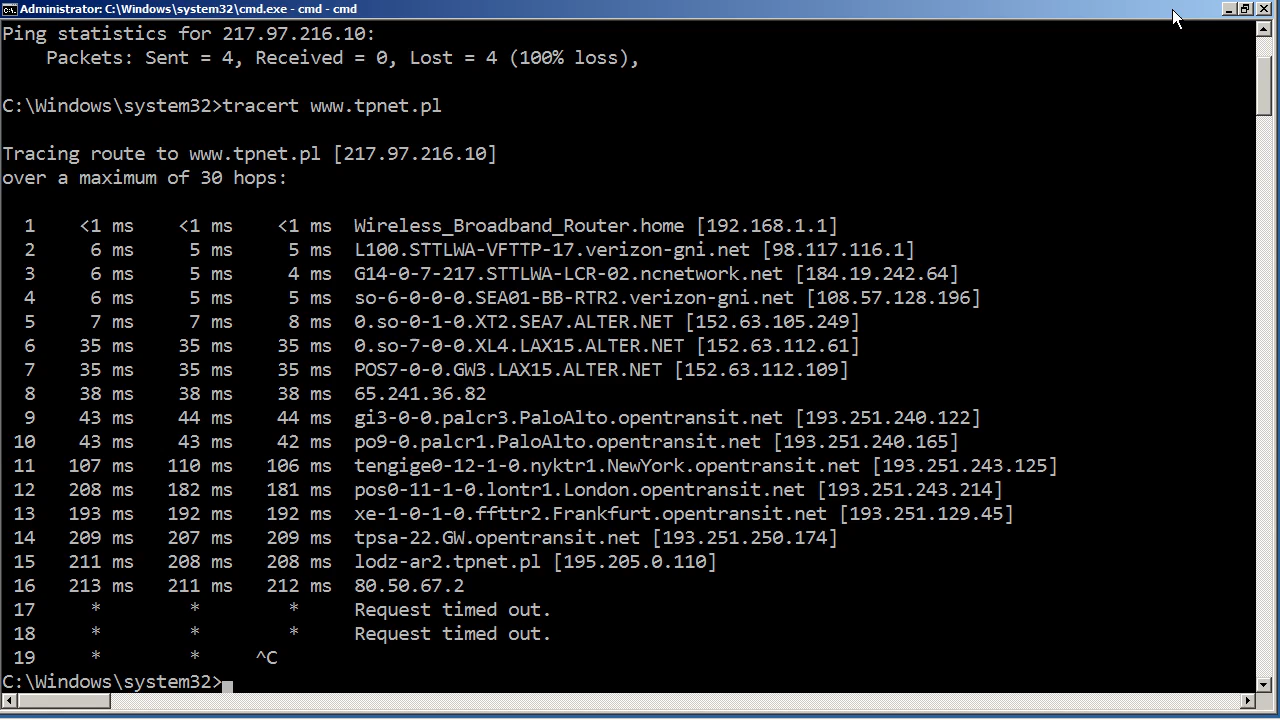 Administrator: C:\Windows\system32\cmd.exe - cmd - cmd
Ping statistics for 217.97.216.10:
    Packets: Sent = 4, Received = 0, Lost = 4 (100% loss),
C:\Windows\system32>tracert www.tpnet.pl
Tracing route to www.tpnet.pl [217.97.216.10]
over a maximum of 30 hops:
  1    <1 ms    <1 ms    <1 ms  Wireless_Broadband_Router.home [192.168.1.1]
  2     6 ms     5 ms     5 ms  L100.STTLWA-VFTTP-17.verizon-gni.net [98.117.116.1]
  3     6 ms     5 ms     4 ms  G14-0-7-217.STTLWA-LCR-02.ncnetwork.net [184.19.242.64]
  4     6 ms     5 ms     5 ms  so-6-0-0-0.SEA01-BB-RTR2.verizon-gni.net [108.57.128.196]
  5     7 ms     7 ms     8 ms  0.so-0-1-0.XT2.SEA7.ALTER.NET [152.63.105.249]
  6    35 ms    35 ms    35 ms  0.so-7-0-0.XL4.LAX15.ALTER.NET [152.63.112.61]
  7    35 ms    35 ms    35 ms  POS7-0-0.GW3.LAX15.ALTER.NET [152.63.112.109]
  8    38 ms    38 ms    38 ms  65.241.36.82
  9    43 ms    44 ms    44 ms  gi3-0-0.palcr3.PaloAlto.opentransit.net [193.251.240.122]
 10    43 ms    43 ms    42 ms  po9-0.palcr1.PaloAlto.opentransit.net [193.251.240.165]
 11   107 ms   110 ms   106 ms  tengige0-12-1-0.nyktr1.NewYork.opentransit.net [193.251.243.125]
 12   208 ms   182 ms   181 ms  pos0-11-1-0.lontr1.London.opentransit.net [193.251.243.214]
 13   193 ms   192 ms   192 ms  xe-1-0-1-0.ffttr2.Frankfurt.opentransit.net [193.251.129.45]
 14   209 ms   207 ms   209 ms  tpsa-22.GW.opentransit.net [193.251.250.174]
 15   211 ms   208 ms   208 ms  lodz-ar2.tpnet.pl [195.205.0.110]
 16   213 ms   211 ms   212 ms  80.50.67.2
 17     *        *        *     Request timed out.
 18     *        *        *     Request timed out.
 19     *        *     ^C
C:\Windows\system32>